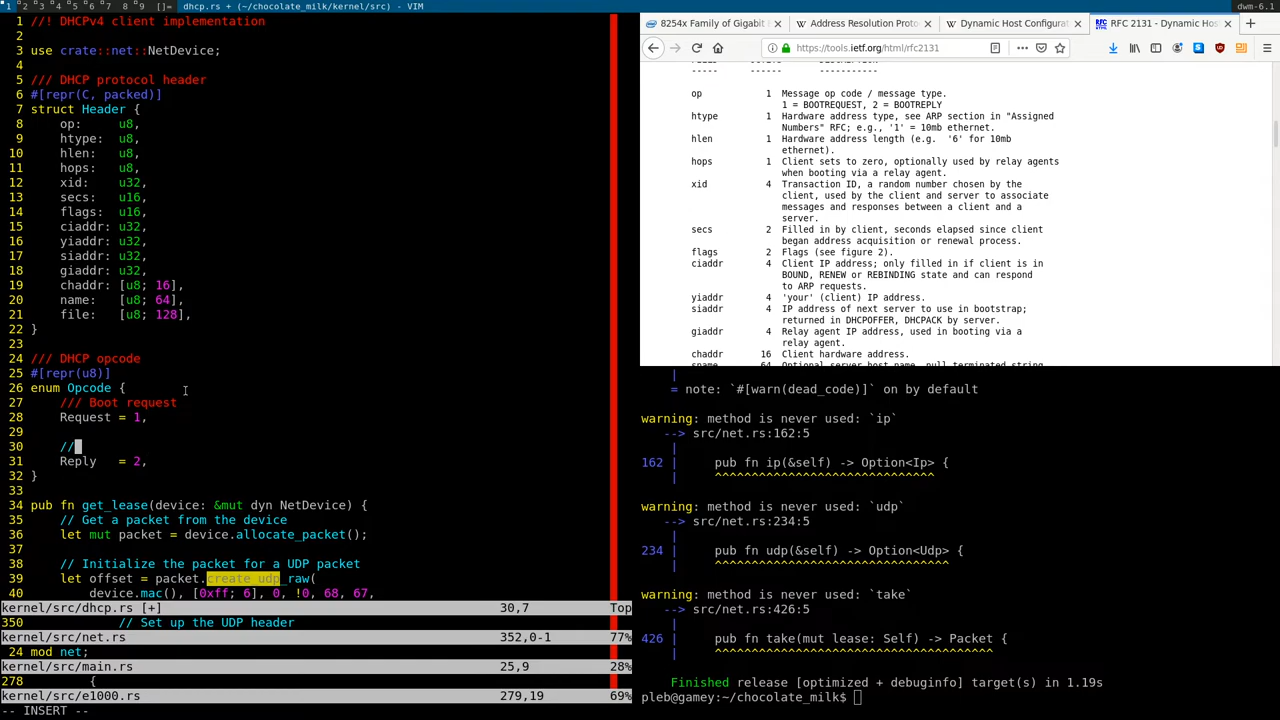 1 2 3 4 5 6 7 8 9 []= dhcp.rs + (~/chocolate_milk/kernel/src) - VIM dwm-6.1
1 //! DHCPv4 client implementation
2
3 use crate::net::NetDevice;
4
5 /// DHCP protocol header
6 #[repr(C, packed)]
7 struct Header {
8 op: u8,
9 htype: u8,
10 hlen: u8,
11 hops: u8,
12 xid: u32,
13 secs: u16,
14 flags: u16,
15 ciaddr: u32,
16 yiaddr: u32,
17 siaddr: u32,
18 giaddr: u32,
19 chaddr: [u8; 16],
20 name: [u8; 64],
21 file: [u8; 128],
22 }
23
24 /// DHCP opcode
25 #[repr(u8)]
26 enum Opcode {
27 /// Boot request
28 Request = 1,
29
30 //
31 Reply = 2,
32 }
33
34 pub fn get_lease(device: &mut dyn NetDevice) {
35 // Get a packet from the device
36 let mut packet = device.allocate_packet();
37
38 // Initialize the packet for a UDP packet
39 let offset = packet.create_udp_raw(
40 device.mac(), [0xff; 6], 0, !0, 68, 67,
kernel/src/dhcp.rs [+] 30,7 Top
350 // Set up the UDP header
kernel/src/net.rs 352,0-1 77%
24 mod net;
kernel/src/main.rs 25,9 28%
278 {
kernel/src/e1000.rs 279,19 69%
-- INSERT --
8254x Family of Gigabit
Address Resolution Proto
Dynamic Host Configurat
RFC 2131 - Dynamic Host
https://tools.ietf.org/html/rfc2131
----- ------ -----------
op 1 Message op code / message type.
1 = BOOTREQUEST, 2 = BOOTREPLY
htype 1 Hardware address type, see ARP section in "Assigned
Numbers" RFC; e.g., '1' = 10mb ethernet.
hlen 1 Hardware address length (e.g. '6' for 10mb
ethernet).
hops 1 Client sets to zero, optionally used by relay agents
when booting via a relay agent.
xid 4 Transaction ID, a random number chosen by the
client, used by the client and server to associate
messages and responses between a client and a
server.
secs 2 Filled in by client, seconds elapsed since client
began address acquisition or renewal process.
flags 2 Flags (see figure 2).
ciaddr 4 Client IP address; only filled in if client is in
BOUND, RENEW or REBINDING state and can respond
to ARP requests.
yiaddr 4 'your' (client) IP address.
siaddr 4 IP address of next server to use in bootstrap;
returned in DHCPOFFER, DHCPACK by server.
giaddr 4 Relay agent IP address, used in booting via a
relay agent.
chaddr 16 Client hardware address.
sname 64 Optional server host name, null terminated string
|
= note: `#[warn(dead_code)]` on by default
warning: method is never used: `ip`
--> src/net.rs:162:5
|
162 | pub fn ip(&self) -> Option<Ip> {
| ^^^^^^^^^^^^^^^^^^^^^^^^^^^^^^
warning: method is never used: `udp`
--> src/net.rs:234:5
|
234 | pub fn udp(&self) -> Option<Udp> {
| ^^^^^^^^^^^^^^^^^^^^^^^^^^^^^^^^
warning: method is never used: `take`
--> src/net.rs:426:5
|
426 | pub fn take(mut lease: Self) -> Packet {
| ^^^^^^^^^^^^^^^^^^^^^^^^^^^^^^^^^^^^^^
Finished release [optimized + debuginfo] target(s) in 1.19s
pleb@gamey:~/chocolate_milk$